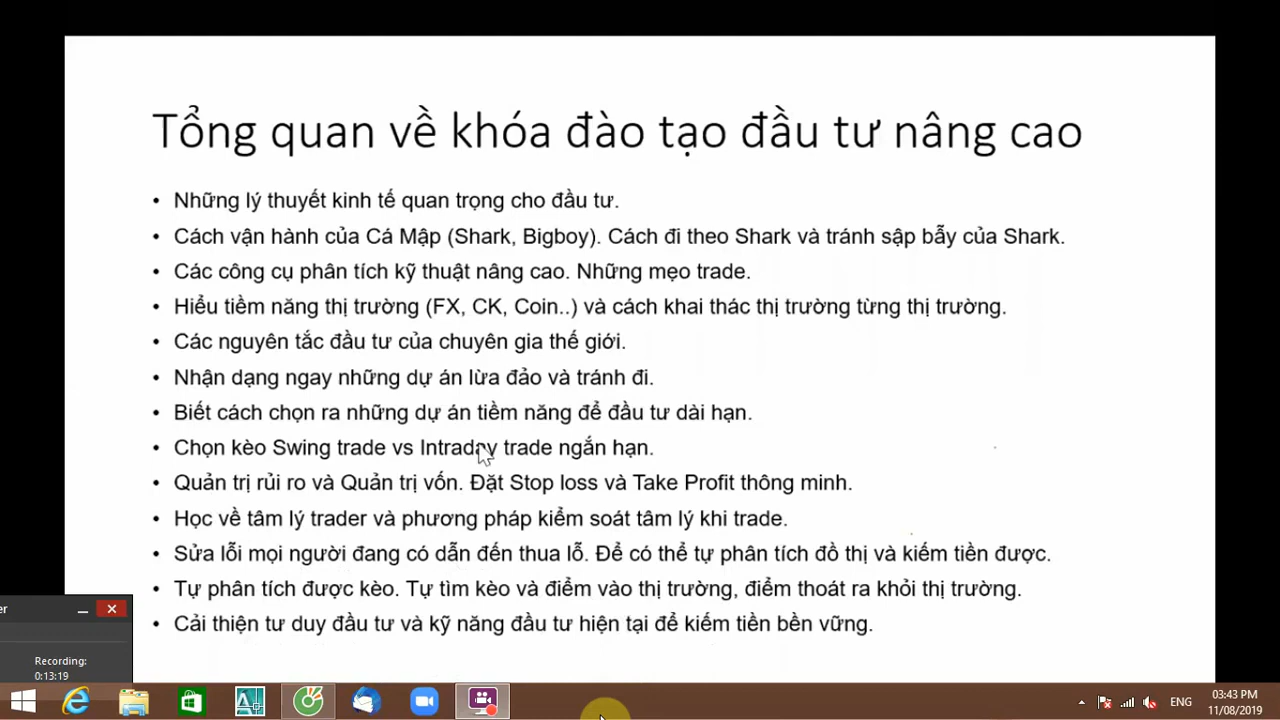 Tổng quan về khóa đào tạo đầu tư nâng cao
• Những lý thuyết kinh tế quan trọng cho đầu tư.
• Cách vận hành của Cá Mập (Shark, Bigboy). Cách đi theo Shark và tránh sập bẫy của Shark.
• Các công cụ phân tích kỹ thuật nâng cao. Những mẹo trade.
• Hiểu tiềm năng thị trường (FX, CK, Coin..) và cách khai thác thị trường từng thị trường.
• Các nguyên tắc đầu tư của chuyên gia thế giới.
• Nhận dạng ngay những dự án lừa đảo và tránh đi.
• Biết cách chọn ra những dự án tiềm năng để đầu tư dài hạn.
• Chọn kèo Swing trade vs Intraday trade ngắn hạn.
• Quản trị rủi ro và Quản trị vốn. Đặt Stop loss và Take Profit thông minh.
• Học về tâm lý trader và phương pháp kiểm soát tâm lý khi trade.
• Sửa lỗi mọi người đang có dẫn đến thua lỗ. Để có thể tự phân tích đồ thị và kiếm tiền được.
• Tự phân tích được kèo. Tự tìm kèo và điểm vào thị trường, điểm thoát ra khỏi thị trường.
• Cải thiện tư duy đầu tư và kỹ năng đầu tư hiện tại để kiếm tiền bền vững.
er
Recording:
0:13:19
ENG
03:43 PM
11/08/2019